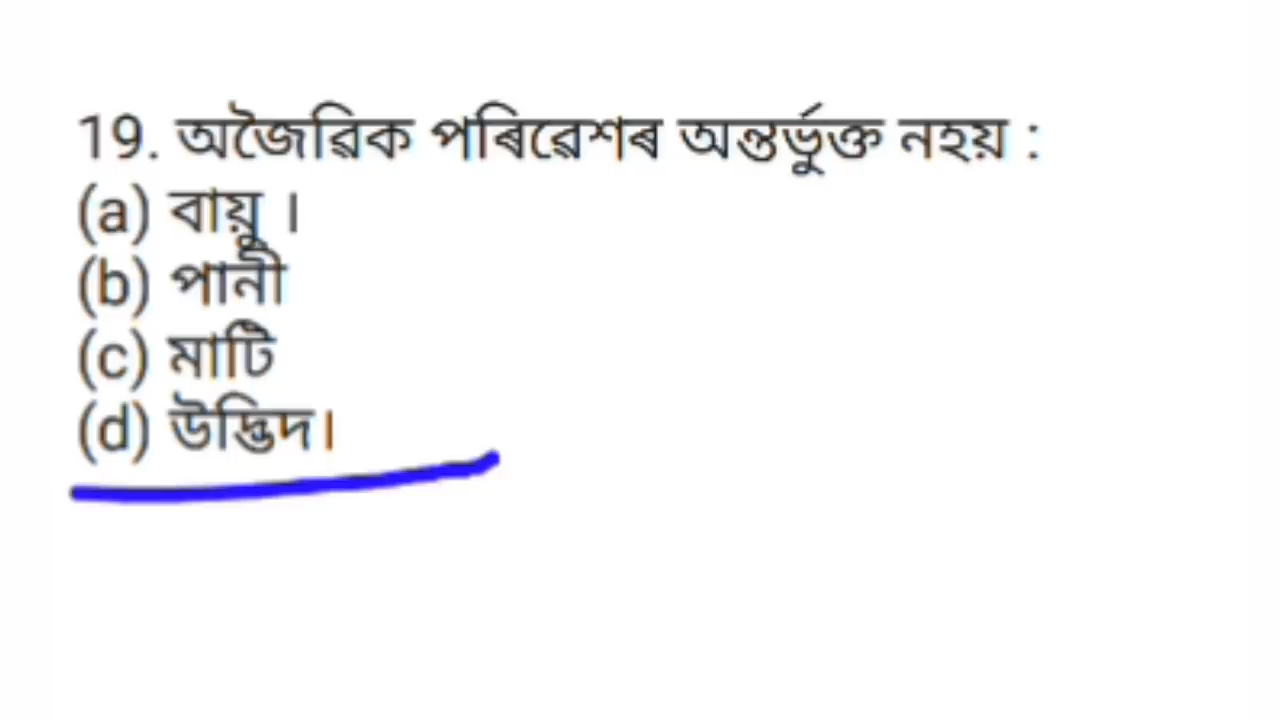 19. অজৈৱিক পৰিৱেশৰ অন্তৰ্ভুক্ত নহয় :
(a) বায়ু ।
(b) পানী
(c) মাটি
(d) উদ্ভিদ।